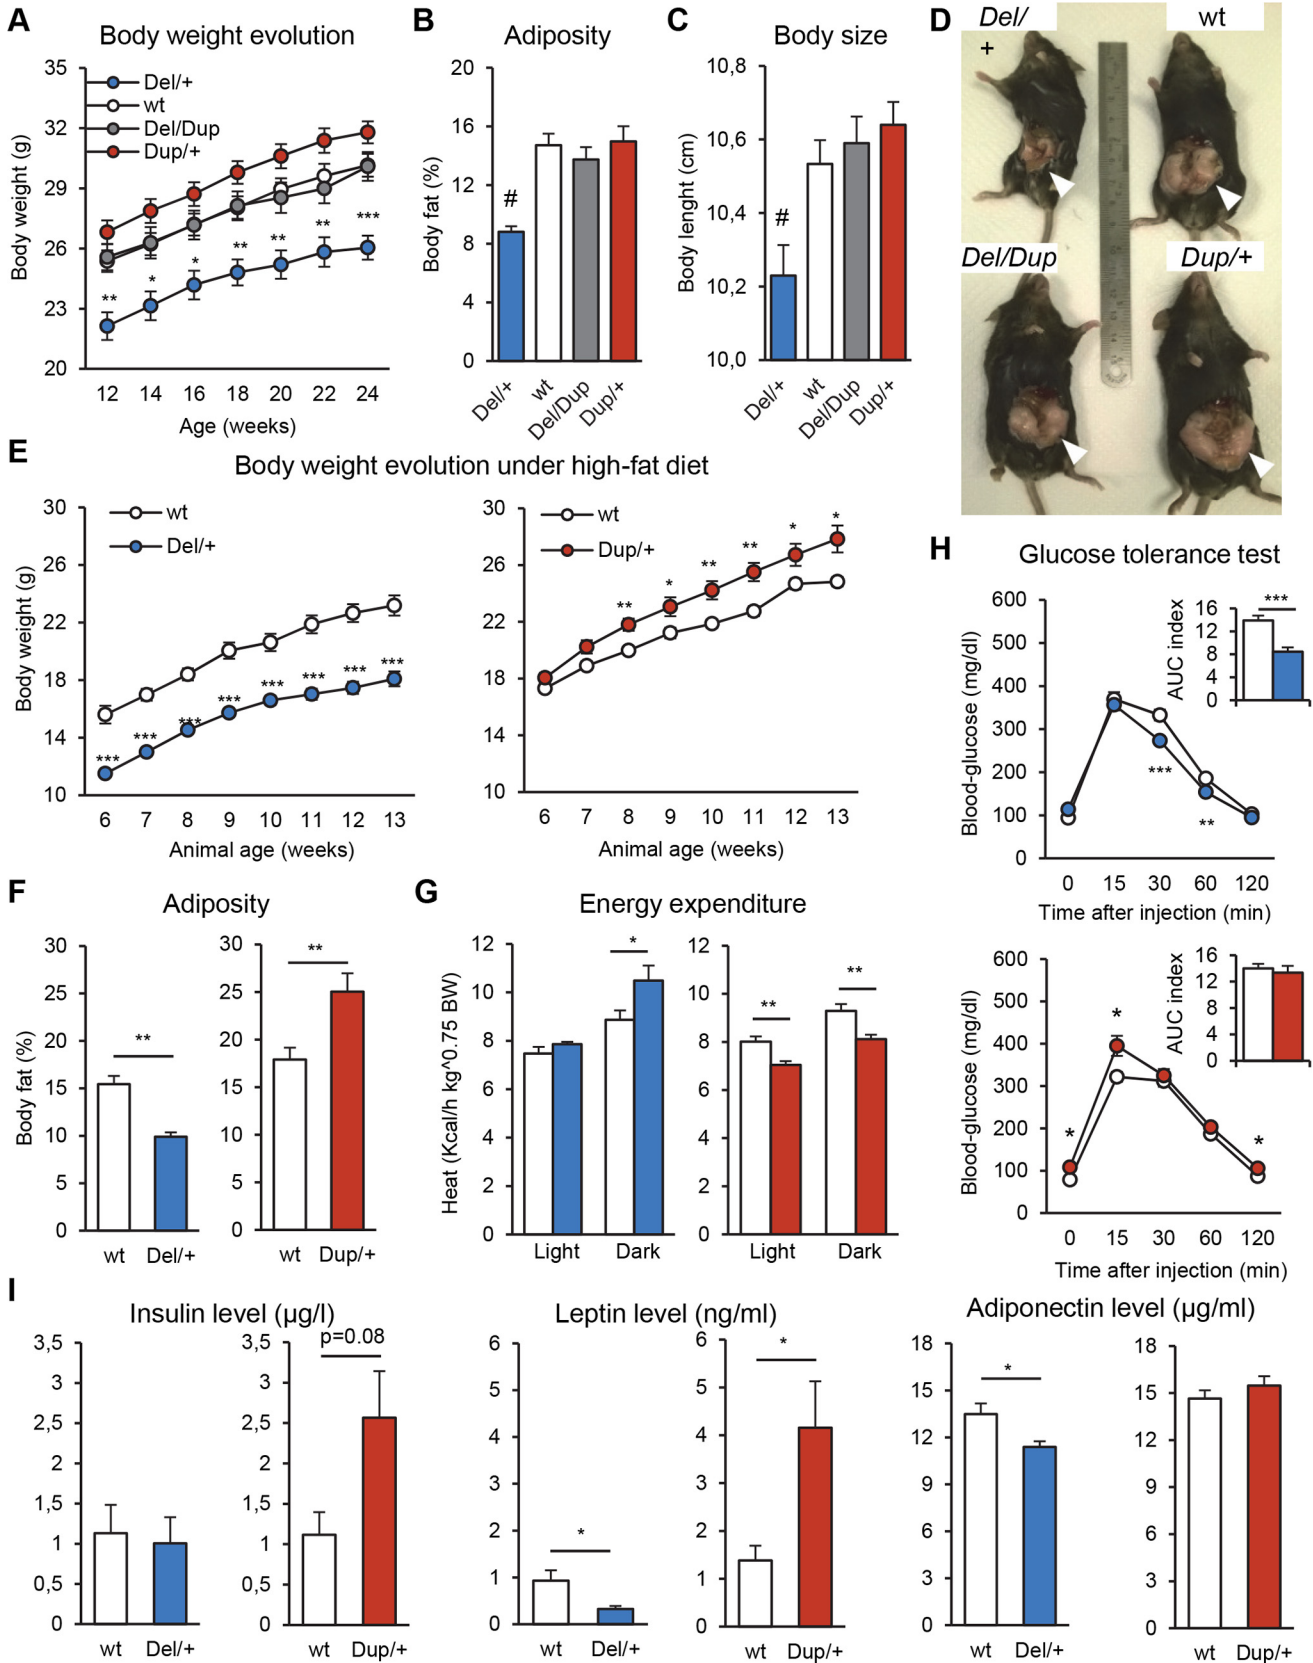 A
Body weight evolution
Body weight (g)
35
32
29
26
23
20
Del/+
wt
Del/Dup
Dup/+
**
*
*
**
**
**
***
12 14 16 18 20 22 24
Age (weeks)
B
Adiposity
Body fat (%)
20
16
12
8
4
0
#
Del/+
wt
Del/Dup
Dup/+
C
Body size
Body lenght (cm)
10,8
10,6
10,4
10,2
10,0
#
Del/+
wt
Del/Dup
Dup/+
D
Del/
+
wt
Del/Dup
Dup/+
E
Body weight evolution under high-fat diet
Body weight (g)
30
26
22
18
14
10
wt
Del/+
***
***
***
***
***
***
***
***
6 7 8 9 10 11 12 13
Animal age (weeks)
30
26
22
18
14
10
wt
Dup/+
**
*
**
**
*
*
6 7 8 9 10 11 12 13
Animal age (weeks)
F
Adiposity
Body fat (%)
30
25
20
15
10
5
0
**
wt Del/+
30
25
20
15
10
5
0
**
wt Dup/+
G
Energy expenditure
Heat (Kcal/h kg^0.75 BW)
12
10
8
6
4
2
0
*
Light Dark
12
10
8
6
4
2
0
**
**
Light Dark
H
Glucose tolerance test
Blood-glucose (mg/dl)
600
500
400
300
200
100
0
***
**
0 15 30 60 120
Time after injection (min)
AUC index
16
12
8
4
0
***
Blood-glucose (mg/dl)
600
500
400
300
200
100
0
*
*
*
0 15 30 60 120
Time after injection (min)
AUC index
16
12
8
4
0
I
Insulin level (µg/l)
3,5
3
2,5
2
1,5
1
0,5
0
wt Del/+
3,5
3
2,5
2
1,5
1
0,5
0
p=0.08
wt Dup/+
Leptin level (ng/ml)
6
5
4
3
2
1
0
*
wt Del/+
6
5
4
3
2
1
0
*
wt Dup/+
Adiponectin level (µg/ml)
18
15
12
9
6
3
0
*
wt Del/+
18
15
12
9
6
3
0
wt Dup/+